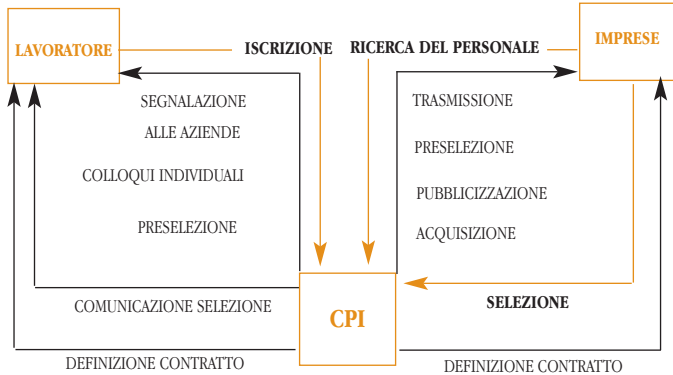 LAVORATORE
ISCRIZIONE
RICERCA DEL PERSONALE
IMPRESE
SEGNALAZIONE
ALLE AZIENDE
COLLOQUI INDIVIDUALI
PRESELEZIONE
TRASMISSIONE
PRESELEZIONE
PUBBLICIZZAZIONE
ACQUISIZIONE
COMUNICAZIONE SELEZIONE
CPI
SELEZIONE
DEFINIZIONE CONTRATTO
DEFINIZIONE CONTRATTO